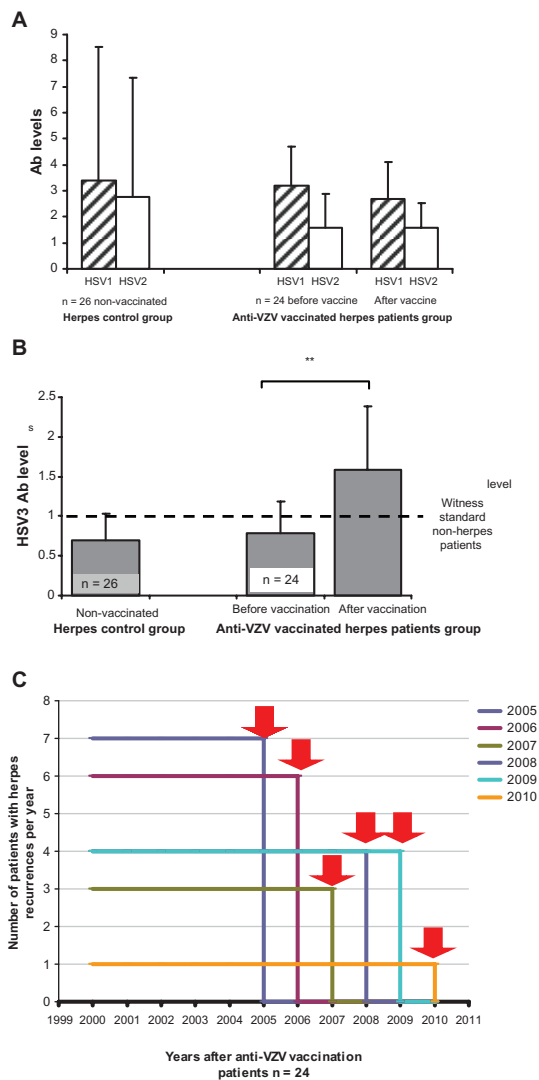 A
Ab levels
9
8
7
6
5
4
3
2
1
0
HSV1 HSV2 HSV1 HSV2 HSV1 HSV2
n = 26 non-vaccinated n = 24 before vaccine After vaccine
Herpes control group Anti-VZV vaccinated herpes patients group
B
**
HSV3 Ab level s
2.5
2
1.5
1
0.5
0
level
Witness
standard
non-herpes
patients
n = 26 n = 24
Non-vaccinated Before vaccination After vaccination
Herpes control group Anti-VZV vaccinated herpes patients group
C
Number of patients with herpes
recurrences per year
8
7
6
5
4
3
2
1
0
2005
2006
2007
2008
2009
2010
1999 2000 2001 2002 2003 2004 2005 2006 2007 2008 2009 2010 2011
Years after anti-VZV vaccination
patients n = 24